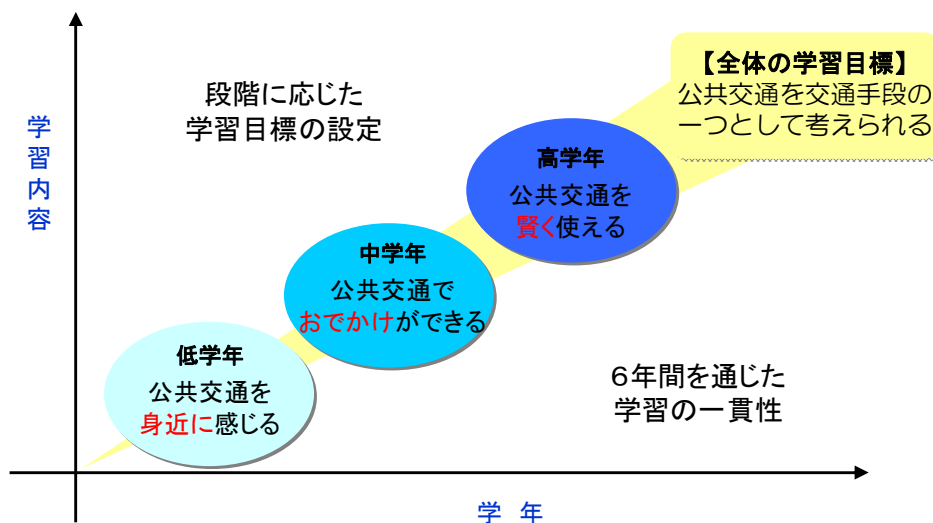 【全体の学習目標】
公共交通を交通手段の
一つとして考えられる
段階に応じた
学習目標の設定
学習内容
高学年
公共交通を
賢く使える
中学年
公共交通で
おでかけができる
低学年
公共交通を
身近に感じる
６年間を通じた
学習の一貫性
学 年